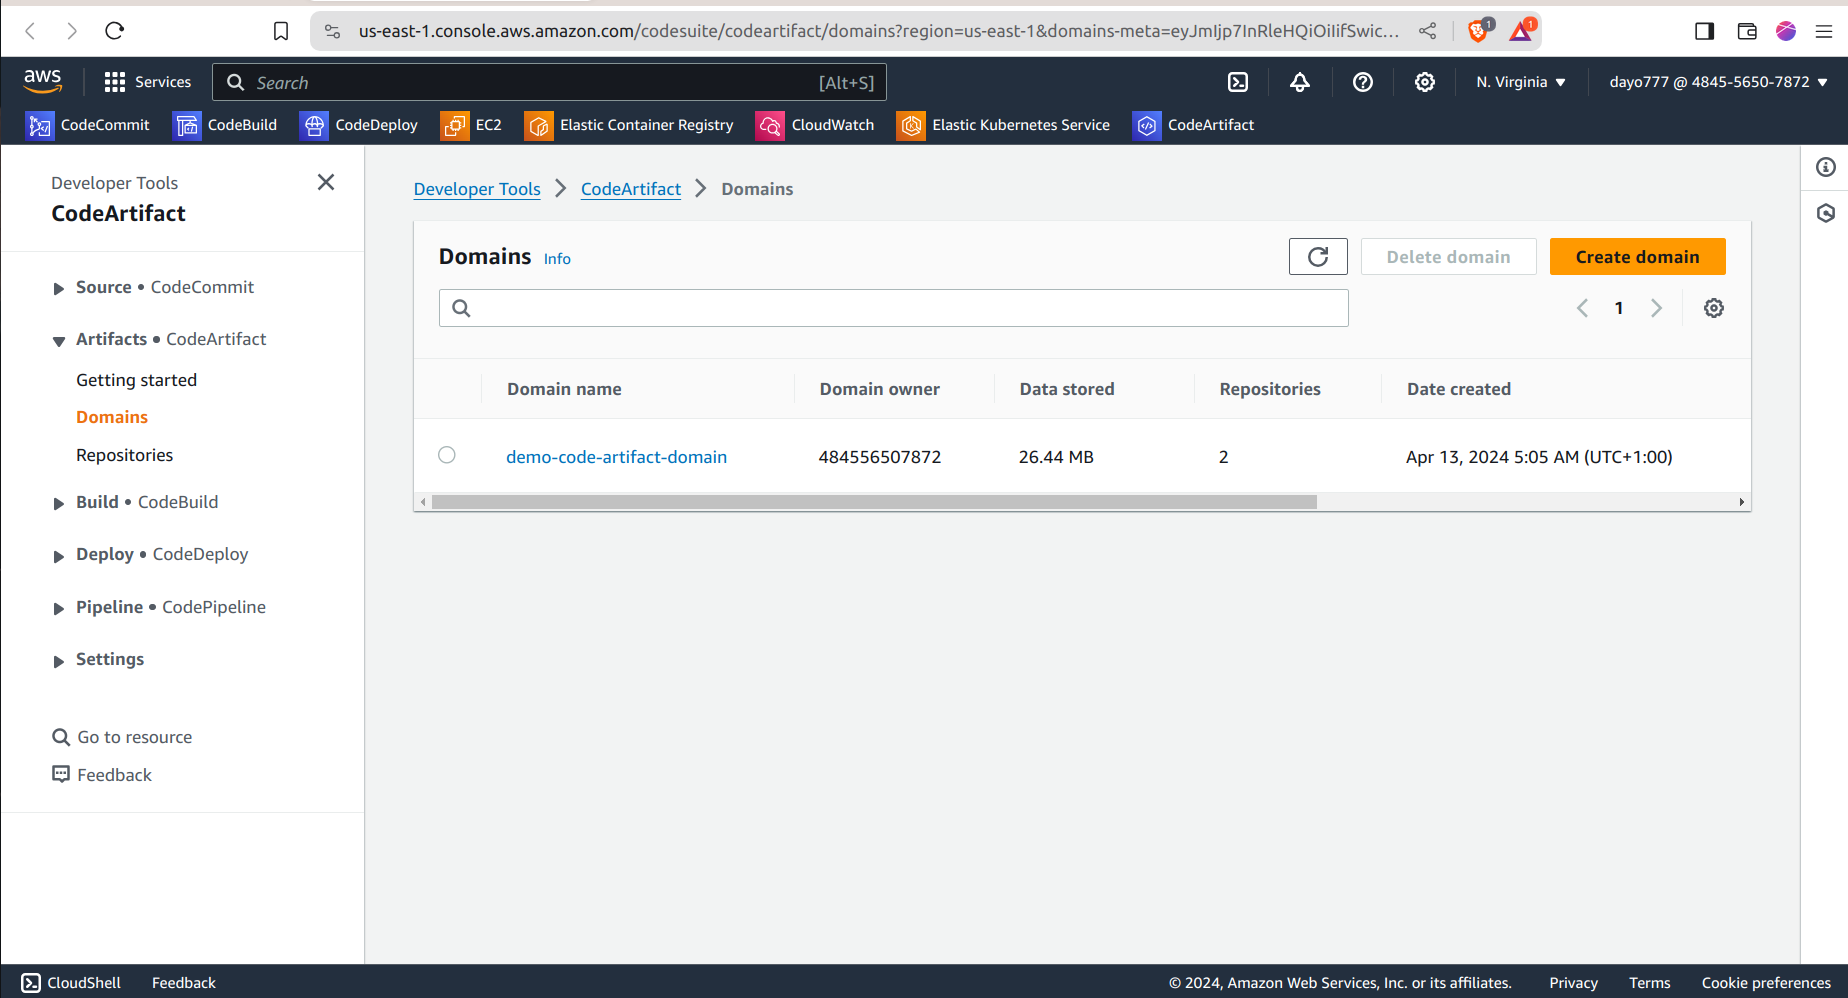 us-east-1.console.aws.amazon.com/codesuite/codeartifact/domains?region=us-east-1&domains-meta=eyJmIjp7InRleHQiOiIifSwic...
1
1
aws
Services
Search
[Alt+S]
N. Virginia
dayo777 @ 4845-5650-7872
CodeCommit
CodeBuild
CodeDeploy
EC2
Elastic Container Registry
CloudWatch
Elastic Kubernetes Service
CodeArtifact
Developer Tools
CodeArtifact
Source • CodeCommit
Artifacts • CodeArtifact
Getting started
Domains
Repositories
Build • CodeBuild
Deploy • CodeDeploy
Pipeline • CodePipeline
Settings
Go to resource
Feedback
Developer Tools
CodeArtifact
Domains
Domains Info
Delete domain
Create domain
1
Domain name
Domain owner
Data stored
Repositories
Date created
demo-code-artifact-domain
484556507872
26.44 MB
2
Apr 13, 2024 5:05 AM (UTC+1:00)
CloudShell
Feedback
© 2024, Amazon Web Services, Inc. or its affiliates.
Privacy
Terms
Cookie preferences